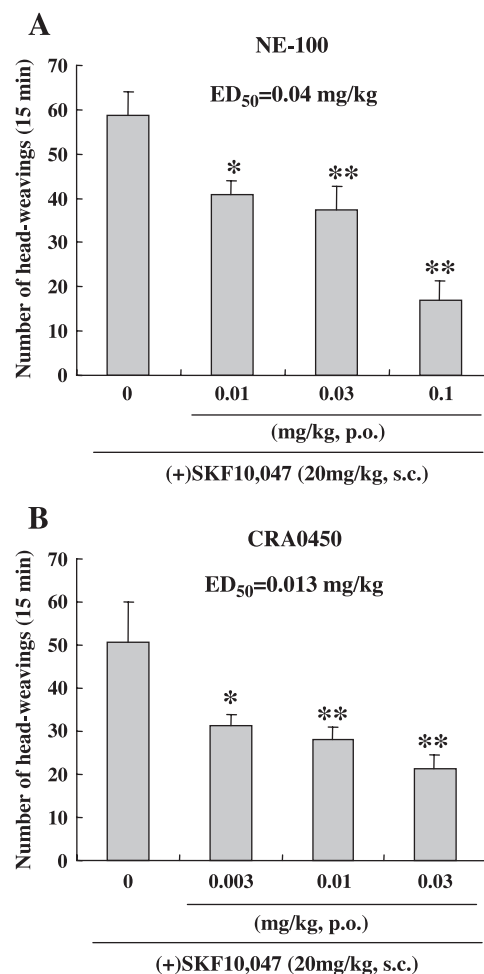 A
NE-100
ED50=0.04 mg/kg
Number of head-weavings (15 min)
70
60
50
40
30
20
10
0
*
**
**
0 0.01 0.03 0.1
(mg/kg, p.o.)
(+)SKF10,047 (20mg/kg, s.c.)
B
CRA0450
ED50=0.013 mg/kg
Number of head-weavings (15 min)
70
60
50
40
30
20
10
0
*
**
**
0 0.003 0.01 0.03
(mg/kg, p.o.)
(+)SKF10,047 (20mg/kg, s.c.)